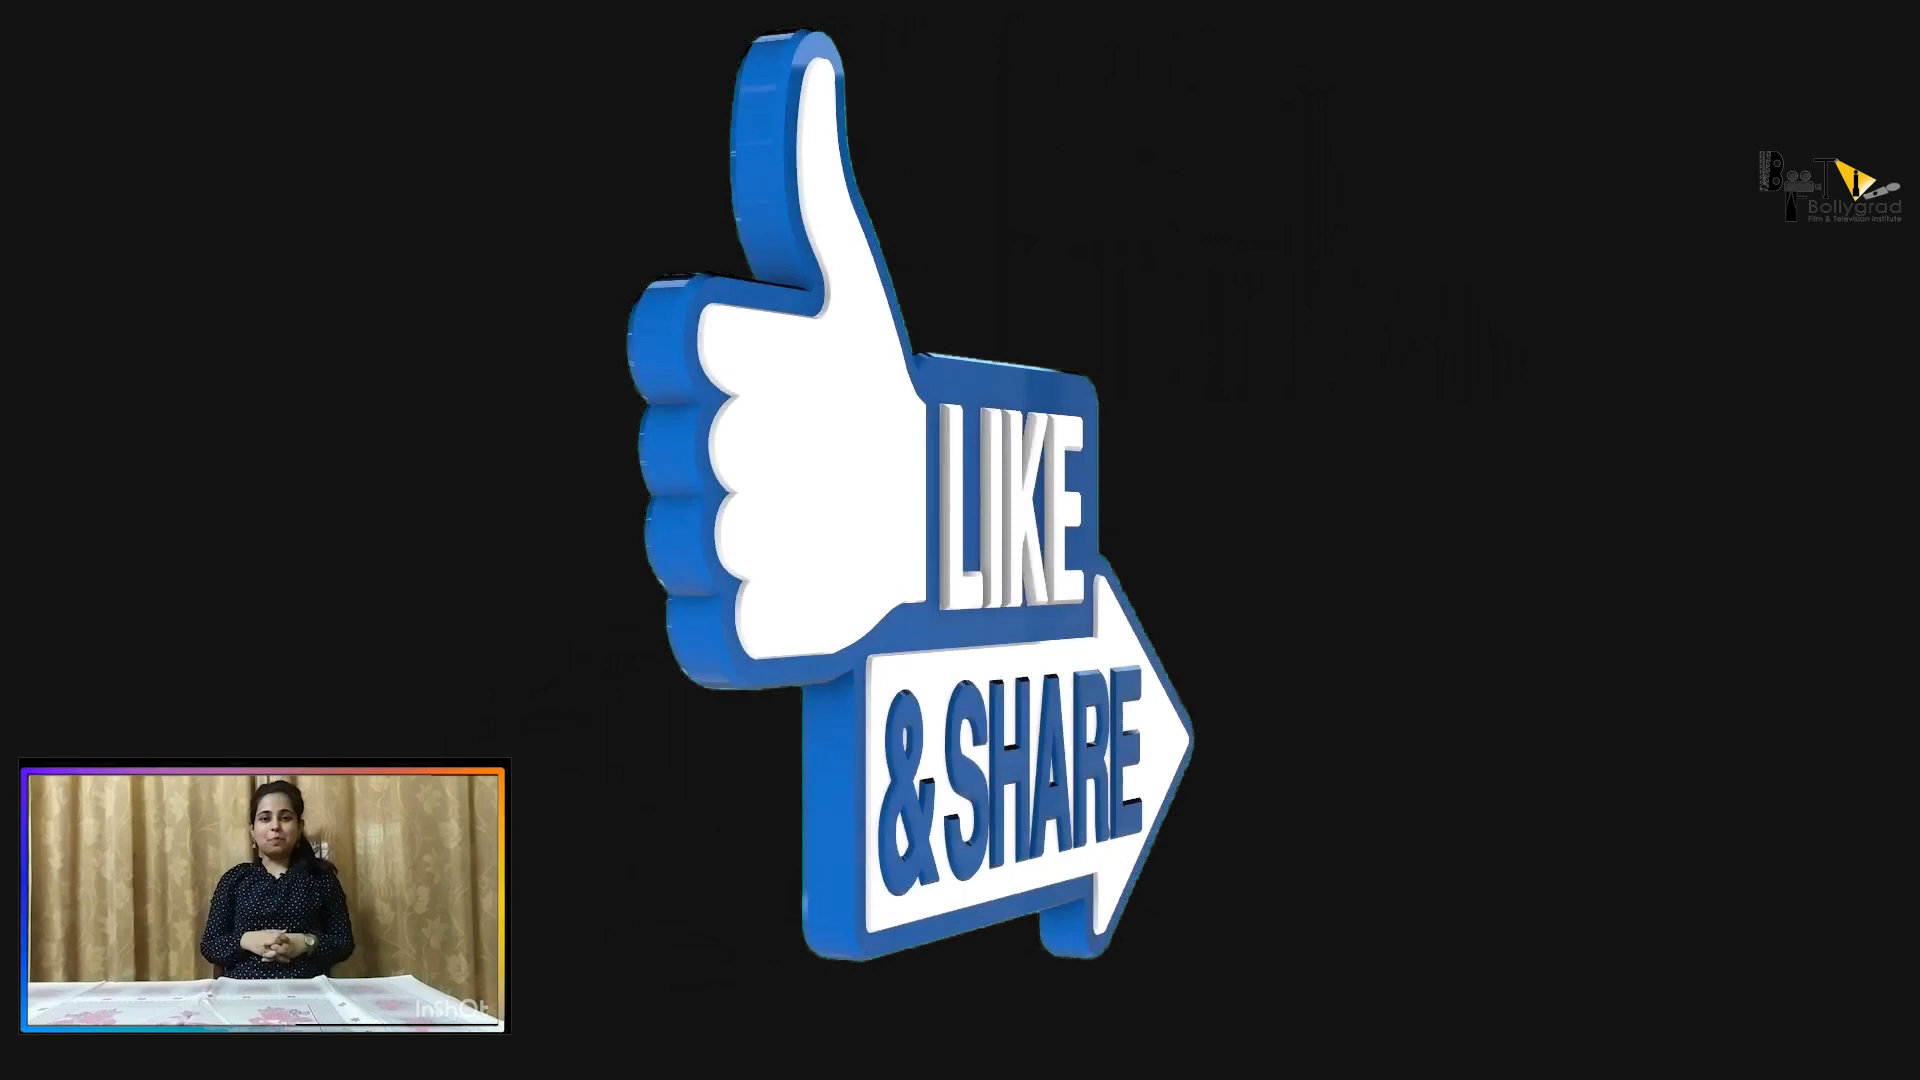 Bollygrad
Film & Television Institute
LIKE
& SHARE
InShOt